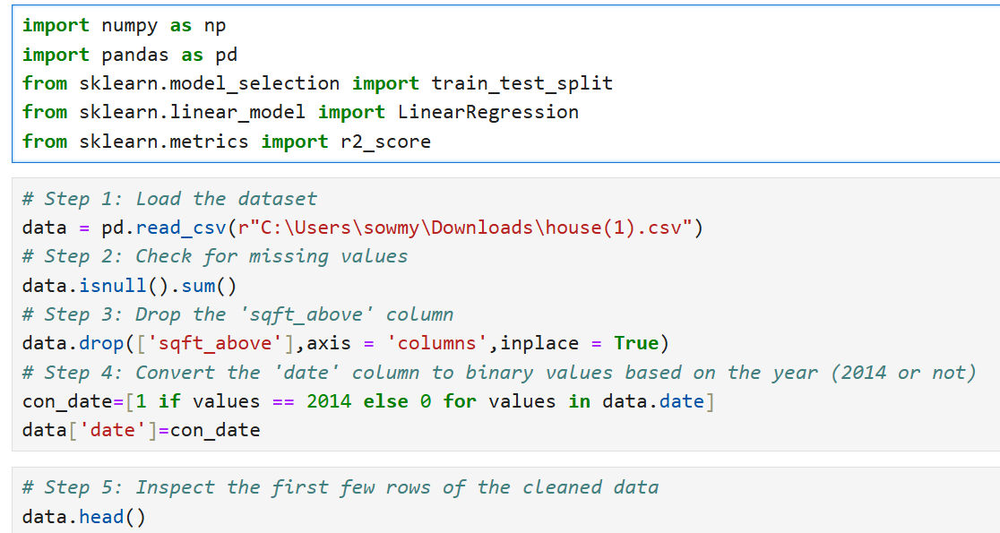 import numpy as np
import pandas as pd
from sklearn.model_selection import train_test_split
from sklearn.linear_model import LinearRegression
from sklearn.metrics import r2_score
# Step 1: Load the dataset
data = pd.read_csv(r"C:\Users\sowmy\Downloads\house(1).csv")
# Step 2: Check for missing values
data.isnull().sum()
# Step 3: Drop the 'sqft_above' column
data.drop(['sqft_above'],axis = 'columns',inplace = True)
# Step 4: Convert the 'date' column to binary values based on the year (2014 or not)
con_date=[1 if values == 2014 else 0 for values in data.date]
data['date']=con_date
# Step 5: Inspect the first few rows of the cleaned data
data.head()